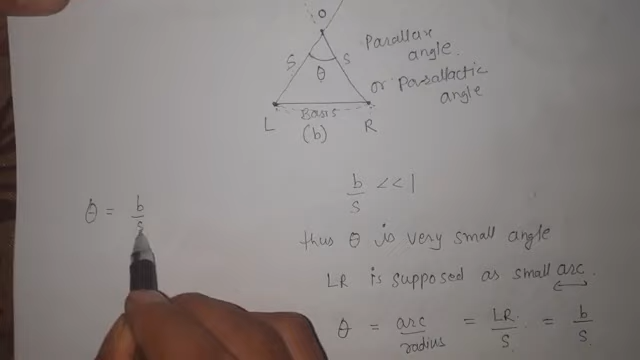 O
S S
θ
Parallax
angle.
or Parallactic
angle
Basis
L R
(b)
b/s << 1
θ = b/s
thus θ is very small angle
LR is supposed as small arc.
θ = arc/radius = LR/S = b/s